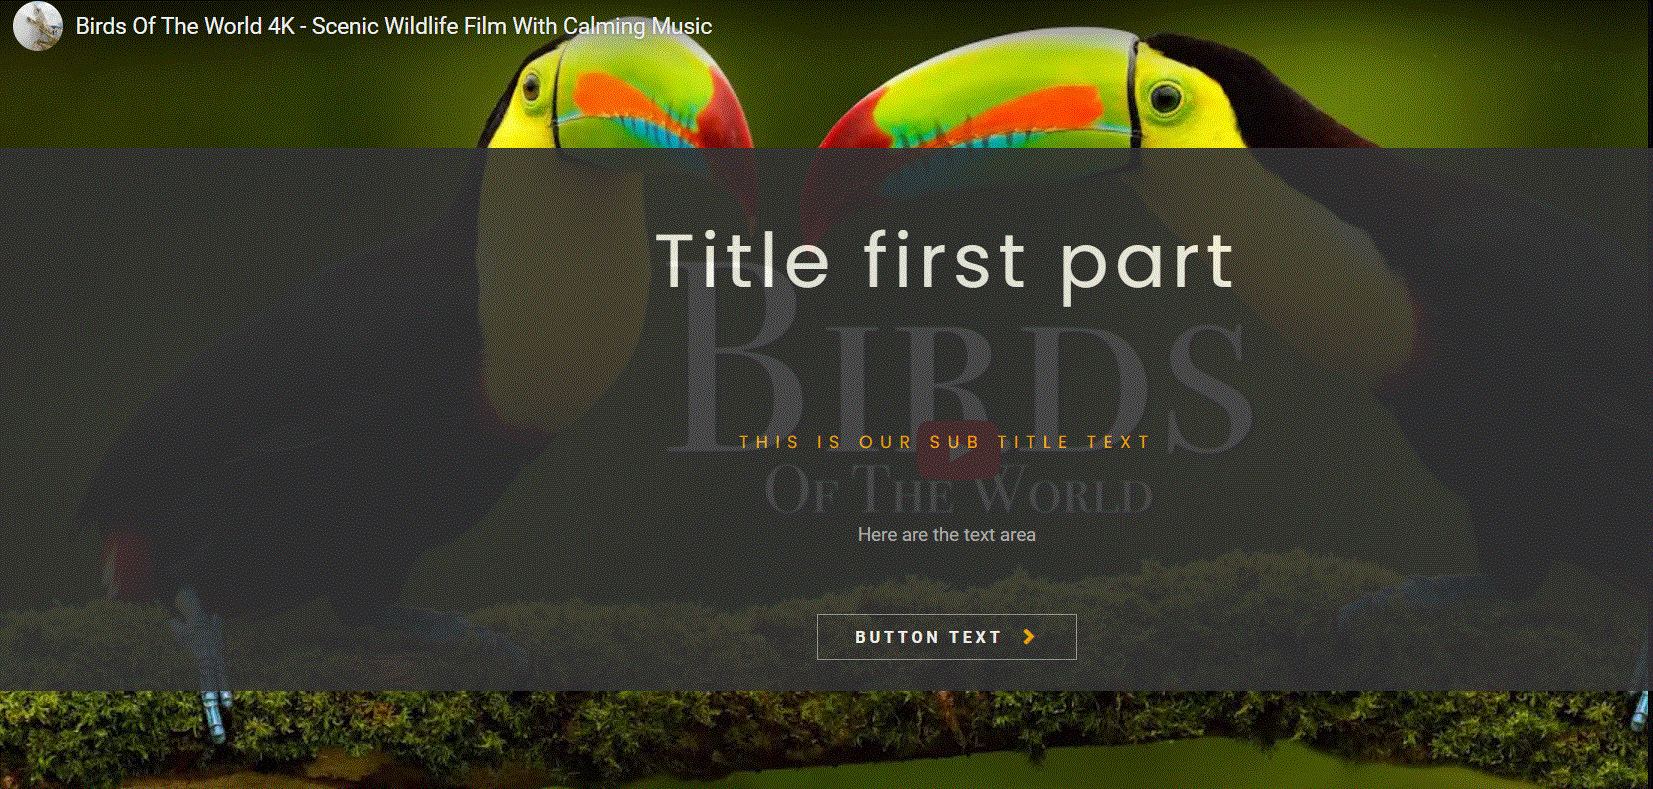 Birds Of The World 4K - Scenic Wildlife Film With Calming Music
Title first part
BIRDS
THIS IS OUR SUB TITLE TEXT
OF THE WORLD
Here are the text area
BUTTON TEXT